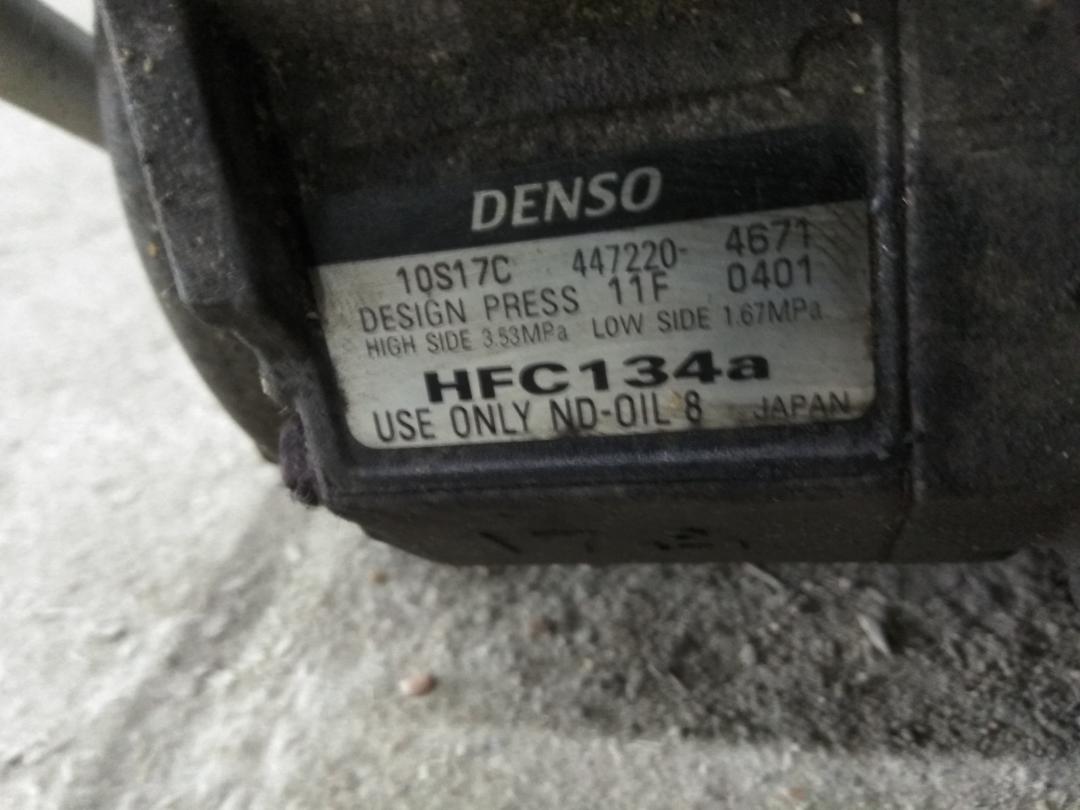 DENSO
10S17C 447220- 4671
DESIGN PRESS 11F 0401
HIGH SIDE 3.53MPa LOW SIDE 1.67MPa
HFC134a
USE ONLY ND-OIL 8 JAPAN